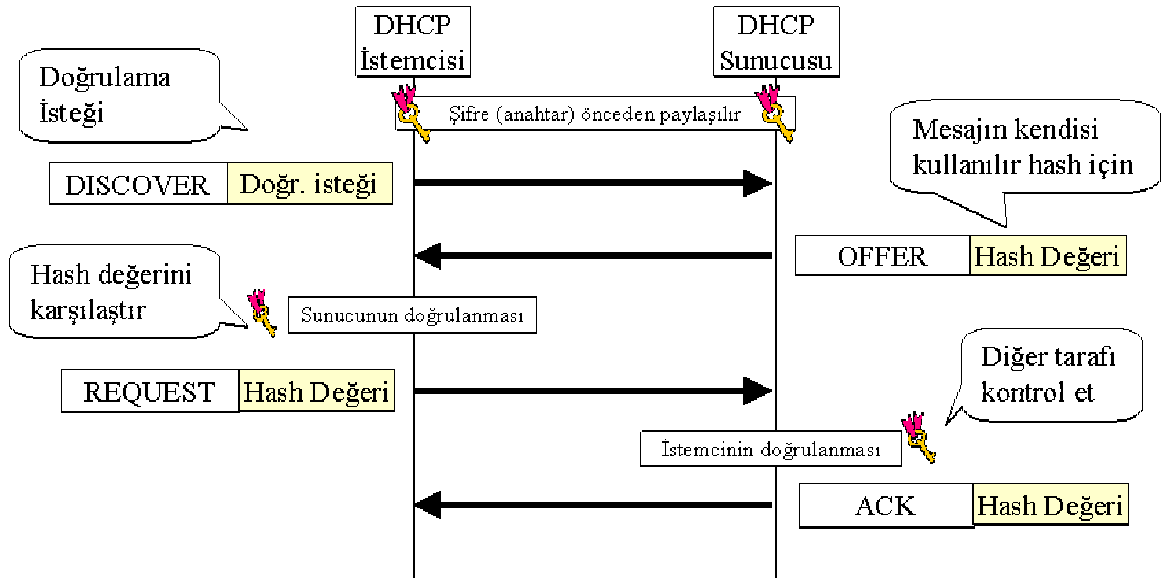 DHCP
İstemcisi
DHCP
Sunucusu
Doğrulama
İsteği
Şifre (anahtar) önceden paylaşılır
Mesajın kendisi
kullanılır hash için
DISCOVER
Doğr. isteği
OFFER
Hash Değeri
Hash değerini
karşılaştır
Sunucunun doğrulanması
Diğer tarafı
kontrol et
REQUEST
Hash Değeri
İstemcinin doğrulanması
ACK
Hash Değeri